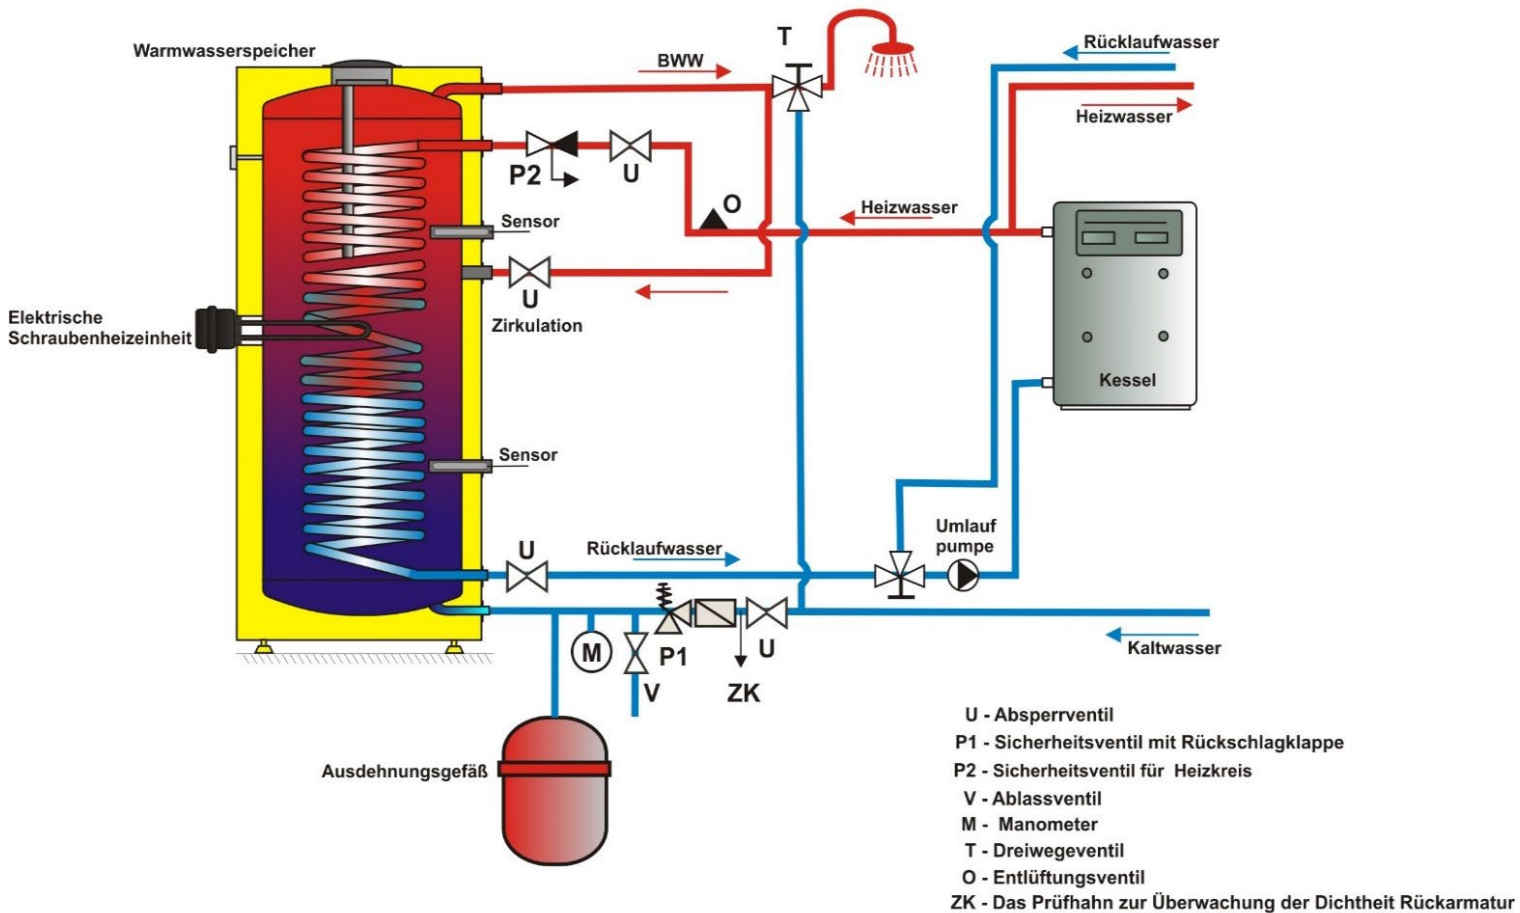 Warmwasserspeicher
BWW
T
Rücklaufwasser
Heizwasser
P2
U
O
Heizwasser
Sensor
U
Zirkulation
Elektrische
Schraubenheizeinheit
Kessel
Sensor
U
Rücklaufwasser
Umlauf
pumpe
M
V
P1
ZK
U
Kaltwasser
Ausdehnungsgefäß
U - Absperrventil
P1 - Sicherheitsventil mit Rückschlagklappe
P2 - Sicherheitsventil für Heizkreis
V - Ablassventil
M - Manometer
T - Dreiwegeventil
O - Entlüftungsventil
ZK - Das Prüfhahn zur Überwachung der Dichtheit Rückarmatur